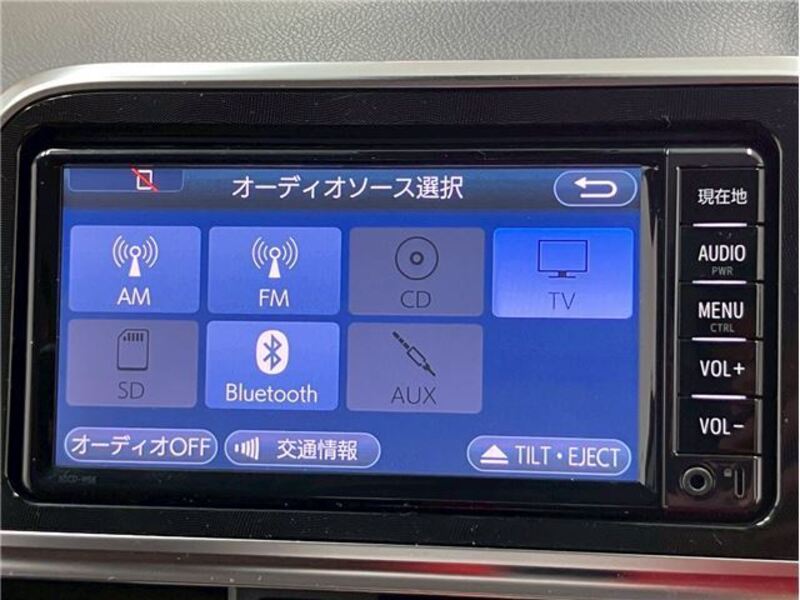 オーディオソース選択
AM
FM
CD
TV
SD
Bluetooth
AUX
オーディオOFF
交通情報
TILT・EJECT
現在地
AUDIO
PWR
MENU
CTRL
VOL+
VOL-